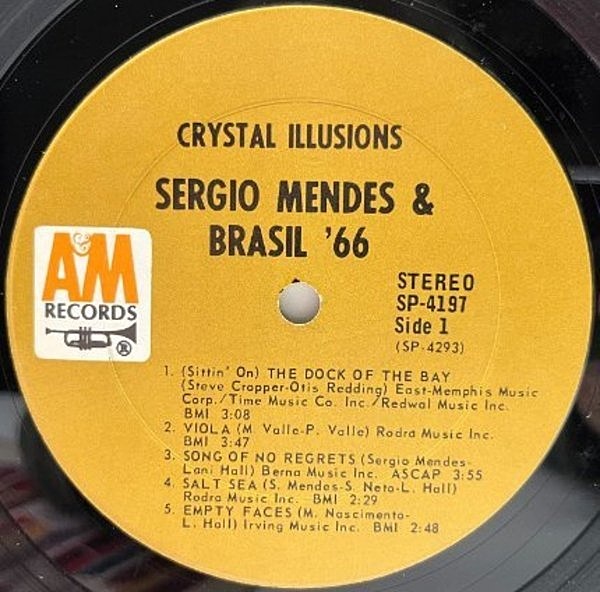 CRYSTAL ILLUSIONS
SERGIO MENDES &
BRASIL '66
A&M
RECORDS
®
STEREO
SP-4197
Side 1
(SP-4293)
1. (Sittin' On) THE DOCK OF THE BAY
(Steve Cropper-Otis Redding) East-Memphis Music
Corp./Time Music Co. Inc./Redwal Music Inc.
BMI 3:08
2. VIOLA (M. Valle-P. Valle) Rodra Music Inc.
BMI 3:47
3. SONG OF NO REGRETS (Sergio Mendes-
Lani Hall) Berna Music Inc. ASCAP 3:55
4. SALT SEA (S. Mendes-S. Neto-L. Hall)
Rodra Music Inc. BMI 2:29
5. EMPTY FACES (M. Nascimento-
L. Hall) Irving Music Inc. BMI 2:48